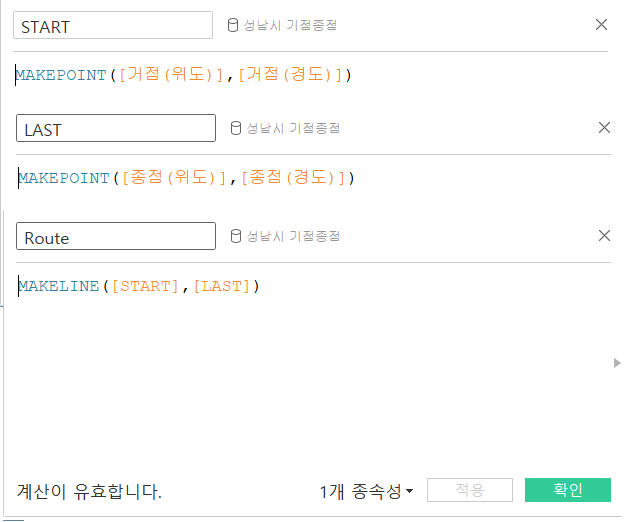 START
성남시 기점종점
MAKEPOINT([거점(위도)],[거점(경도)])
LAST
성남시 기점종점
MAKEPOINT([종점(위도)],[종점(경도)])
Route
성남시 기점종점
MAKELINE([START],[LAST])
계산이 유효합니다.
1개 종속성
적용
확인